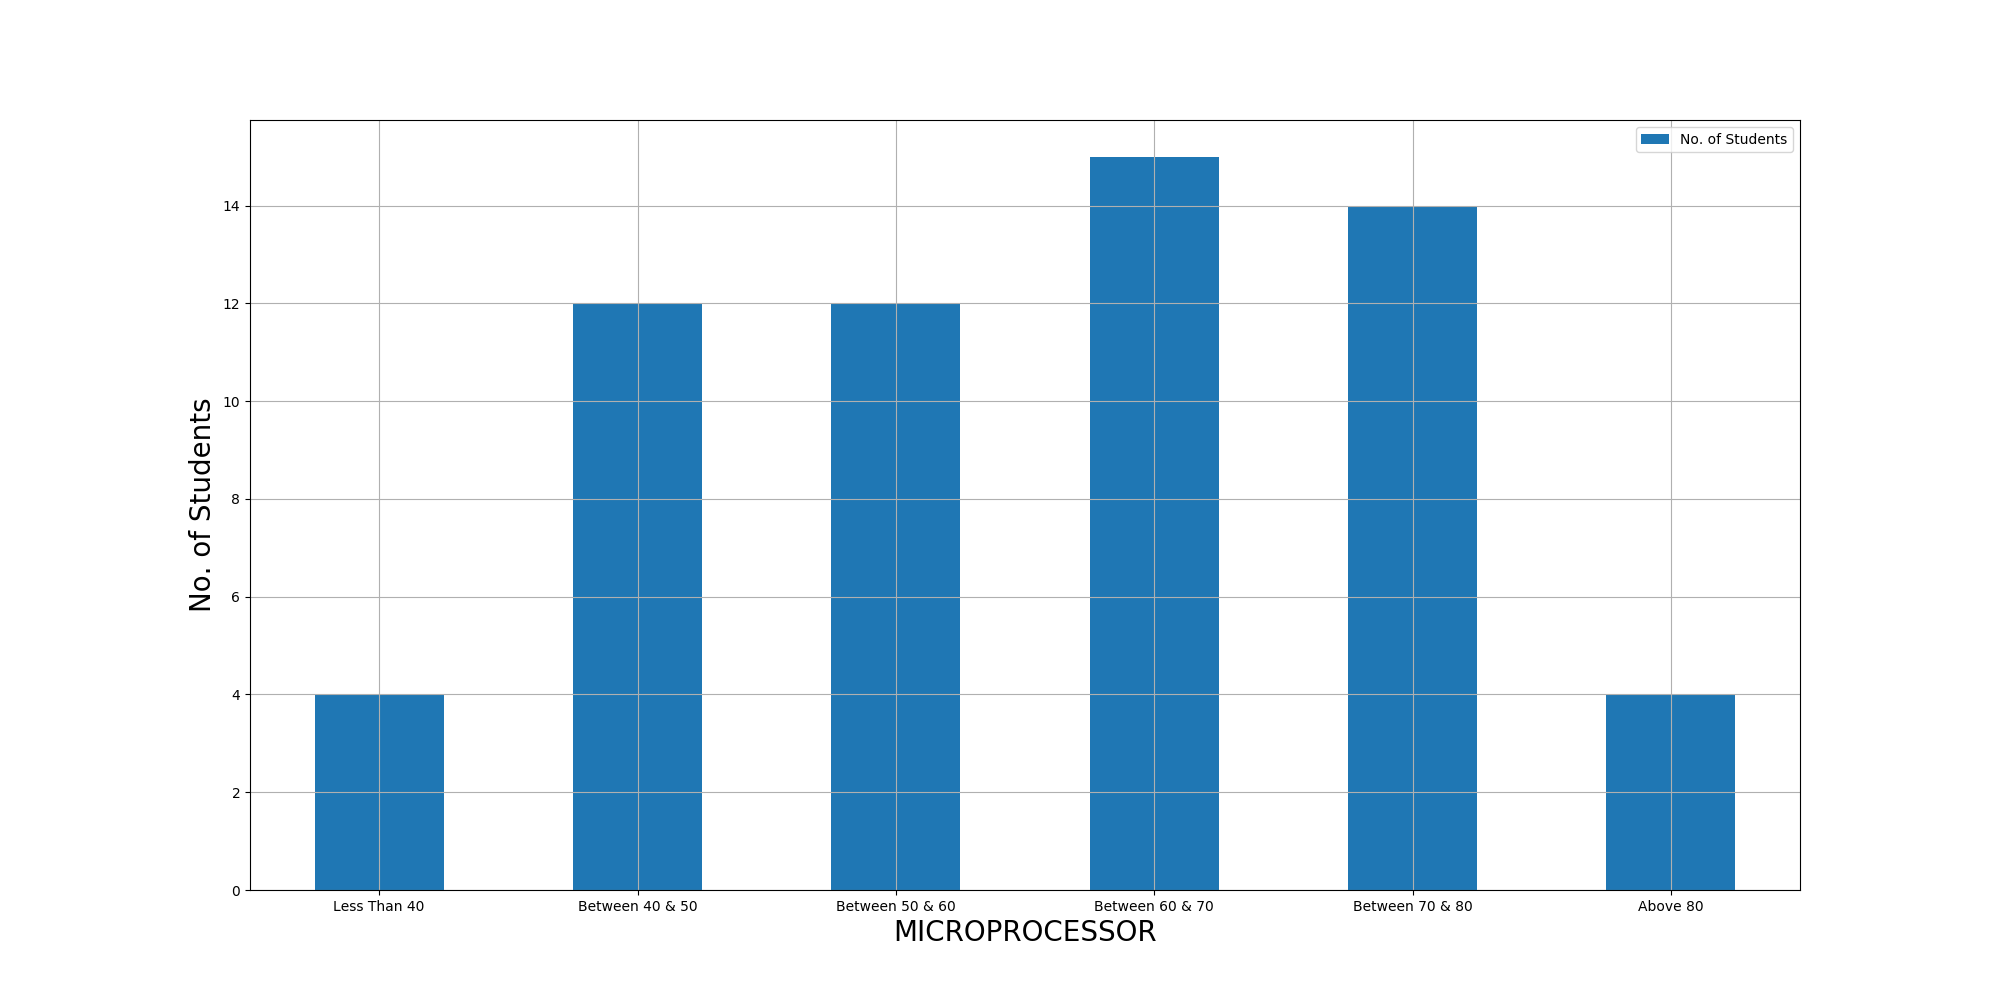 No. of Students
14
12
10
8
6
4
2
0
No. of Students
Less Than 40
Between 40 & 50
Between 50 & 60
Between 60 & 70
Between 70 & 80
Above 80
MICROPROCESSOR